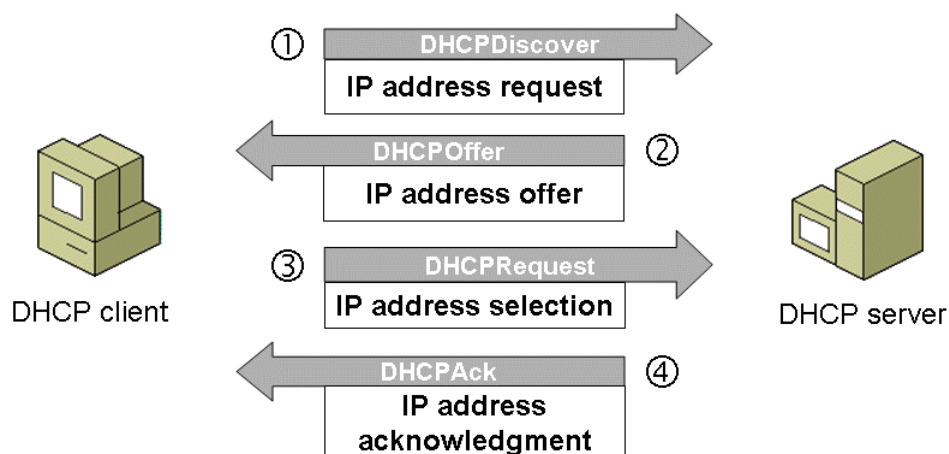 ① DHCPDiscover
IP address request
DHCPOffer ②
IP address offer
③ DHCPRequest
IP address selection
DHCP client
DHCP server
DHCPAck ④
IP address
acknowledgment